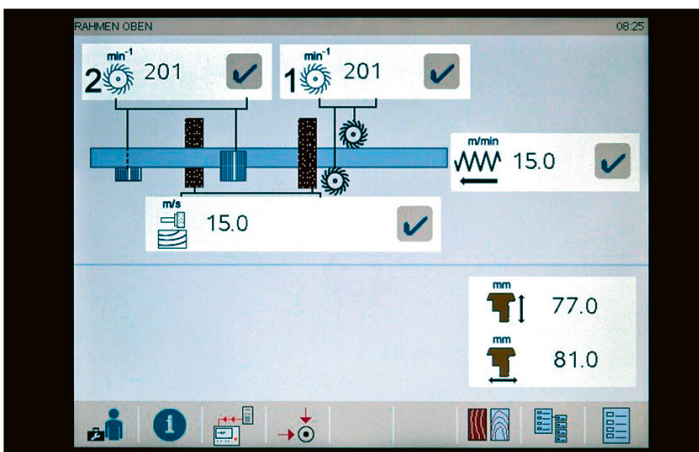 RAHMEN OBEN 08:25
min⁻¹
2 201
min⁻¹
1 201
m/min
15.0
m/s
15.0
mm
77.0
mm
81.0
i